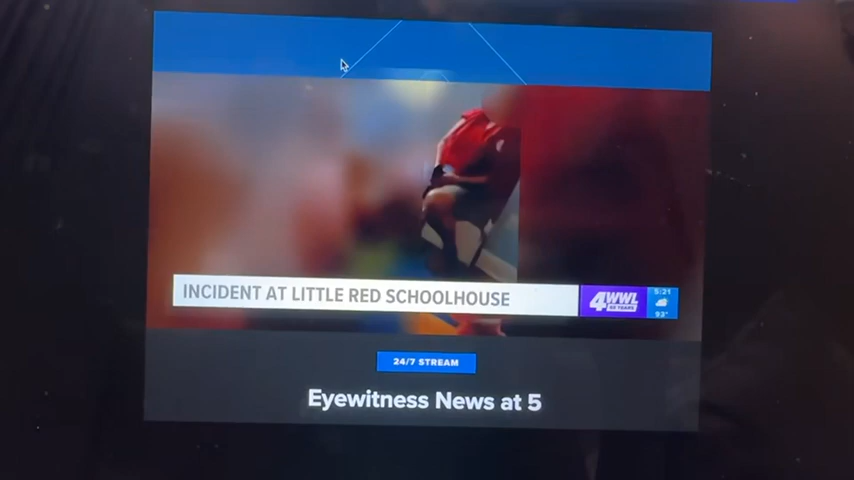 INCIDENT AT LITTLE RED SCHOOLHOUSE
4WWL
5:21
93°
24/7 STREAM
Eyewitness News at 5